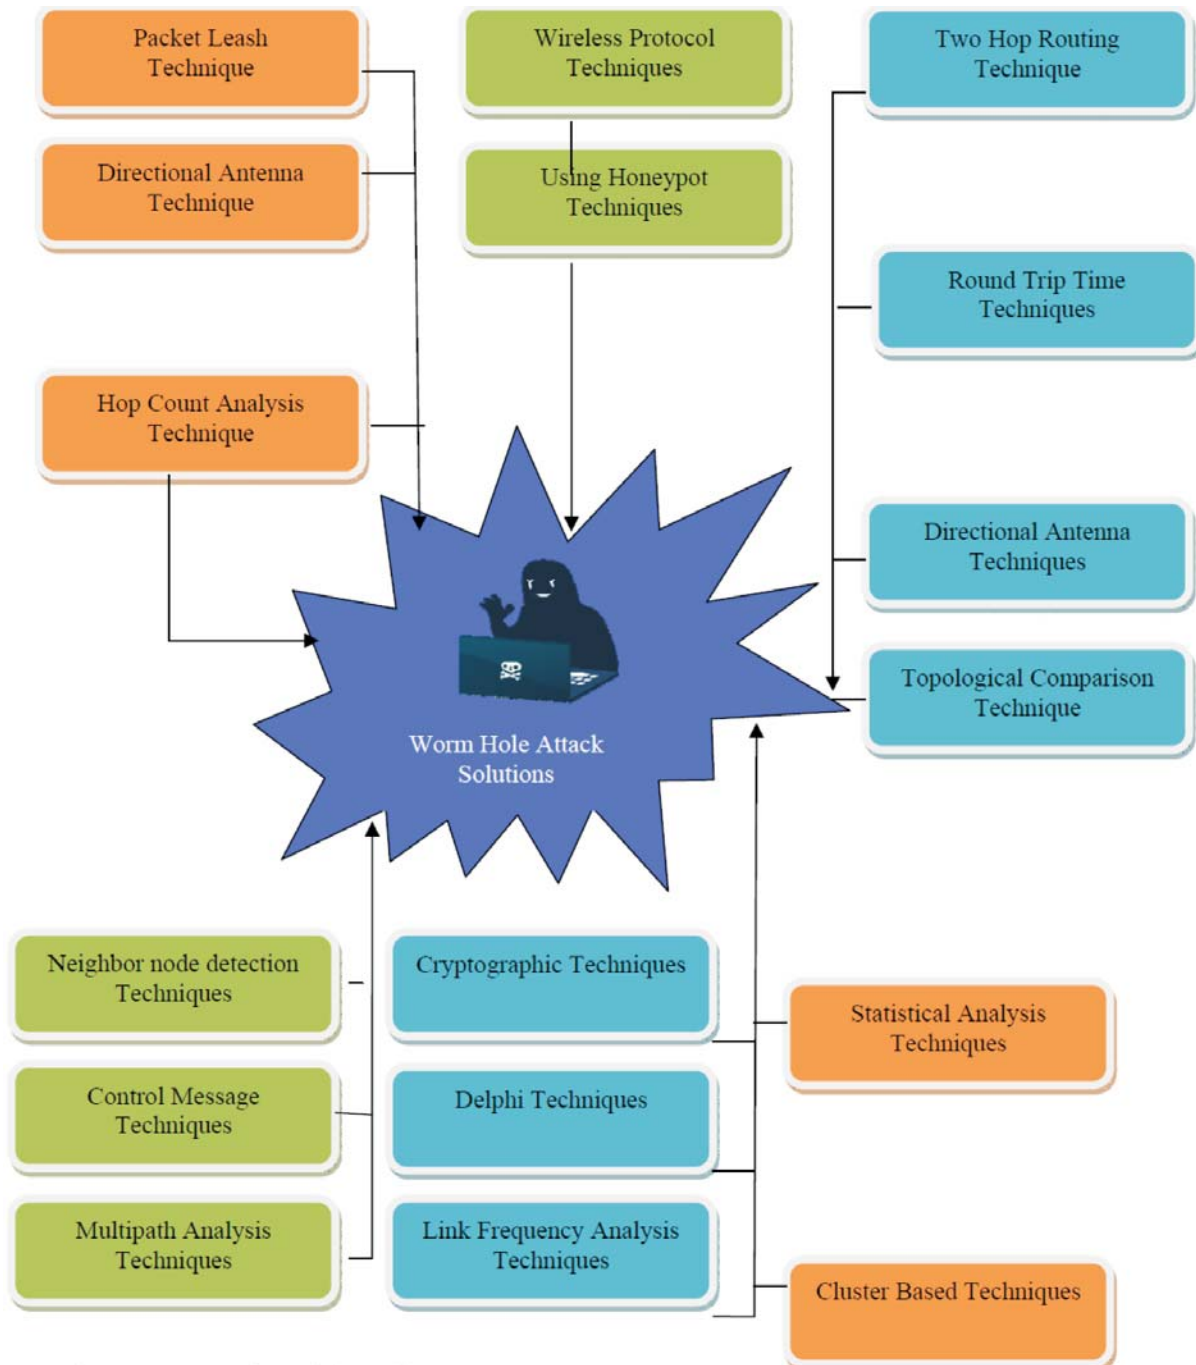 Packet Leash
Technique
Wireless Protocol
Techniques
Two Hop Routing
Technique
Directional Antenna
Technique
Using Honeypot
Techniques
Round Trip Time
Techniques
Hop Count Analysis
Technique
Directional Antenna
Techniques
Topological Comparison
Technique
Worm Hole Attack
Solutions
Neighbor node detection
Techniques
Cryptographic Techniques
Statistical Analysis
Techniques
Control Message
Techniques
Delphi Techniques
Multipath Analysis
Techniques
Link Frequency Analysis
Techniques
Cluster Based Techniques